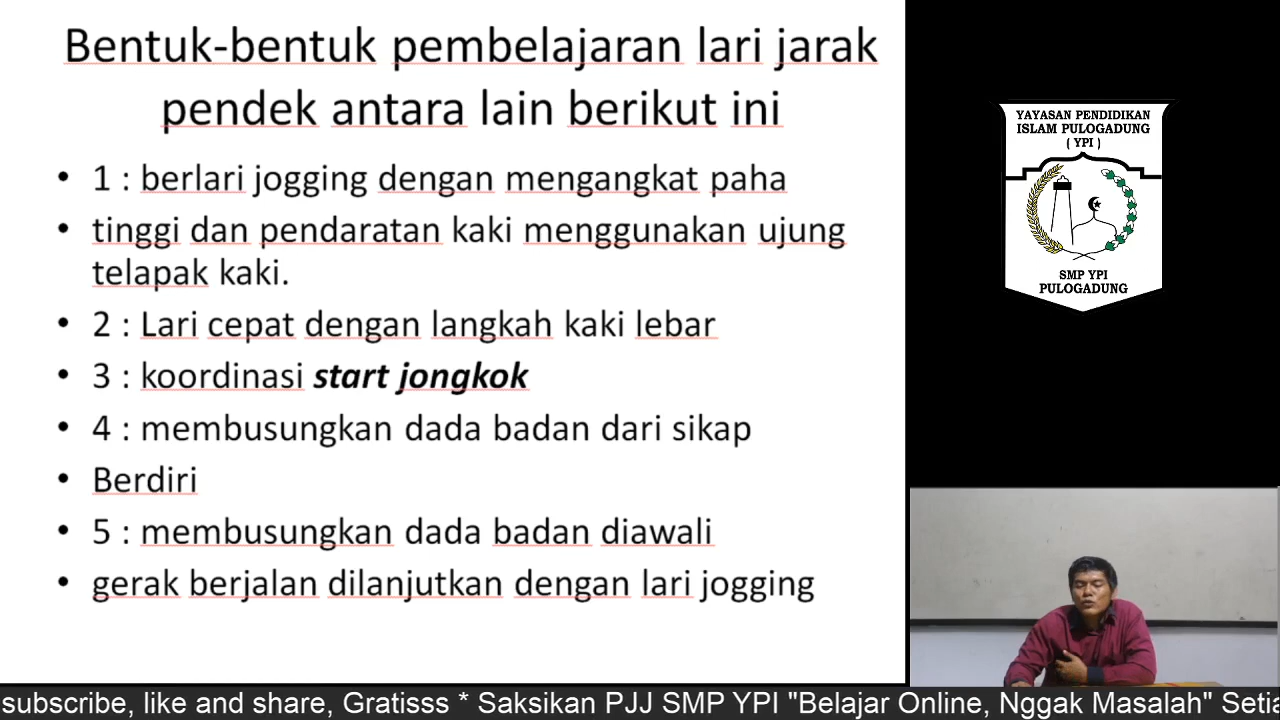 Bentuk-bentuk pembelajaran lari jarak
pendek antara lain berikut ini
• 1 : berlari jogging dengan mengangkat paha
• tinggi dan pendaratan kaki menggunakan ujung
telapak kaki.
• 2 : Lari cepat dengan langkah kaki lebar
• 3 : koordinasi start jongkok
• 4 : membusungkan dada badan dari sikap
• Berdiri
• 5 : membusungkan dada badan diawali
• gerak berjalan dilanjutkan dengan lari jogging
YAYASAN PENDIDIKAN
ISLAM PULOGADUNG
( YPI )
SMP YPI
PULOGADUNG
subscribe, like and share, Gratisss * Saksikan PJJ SMP YPI "Belajar Online, Nggak Masalah" Setia